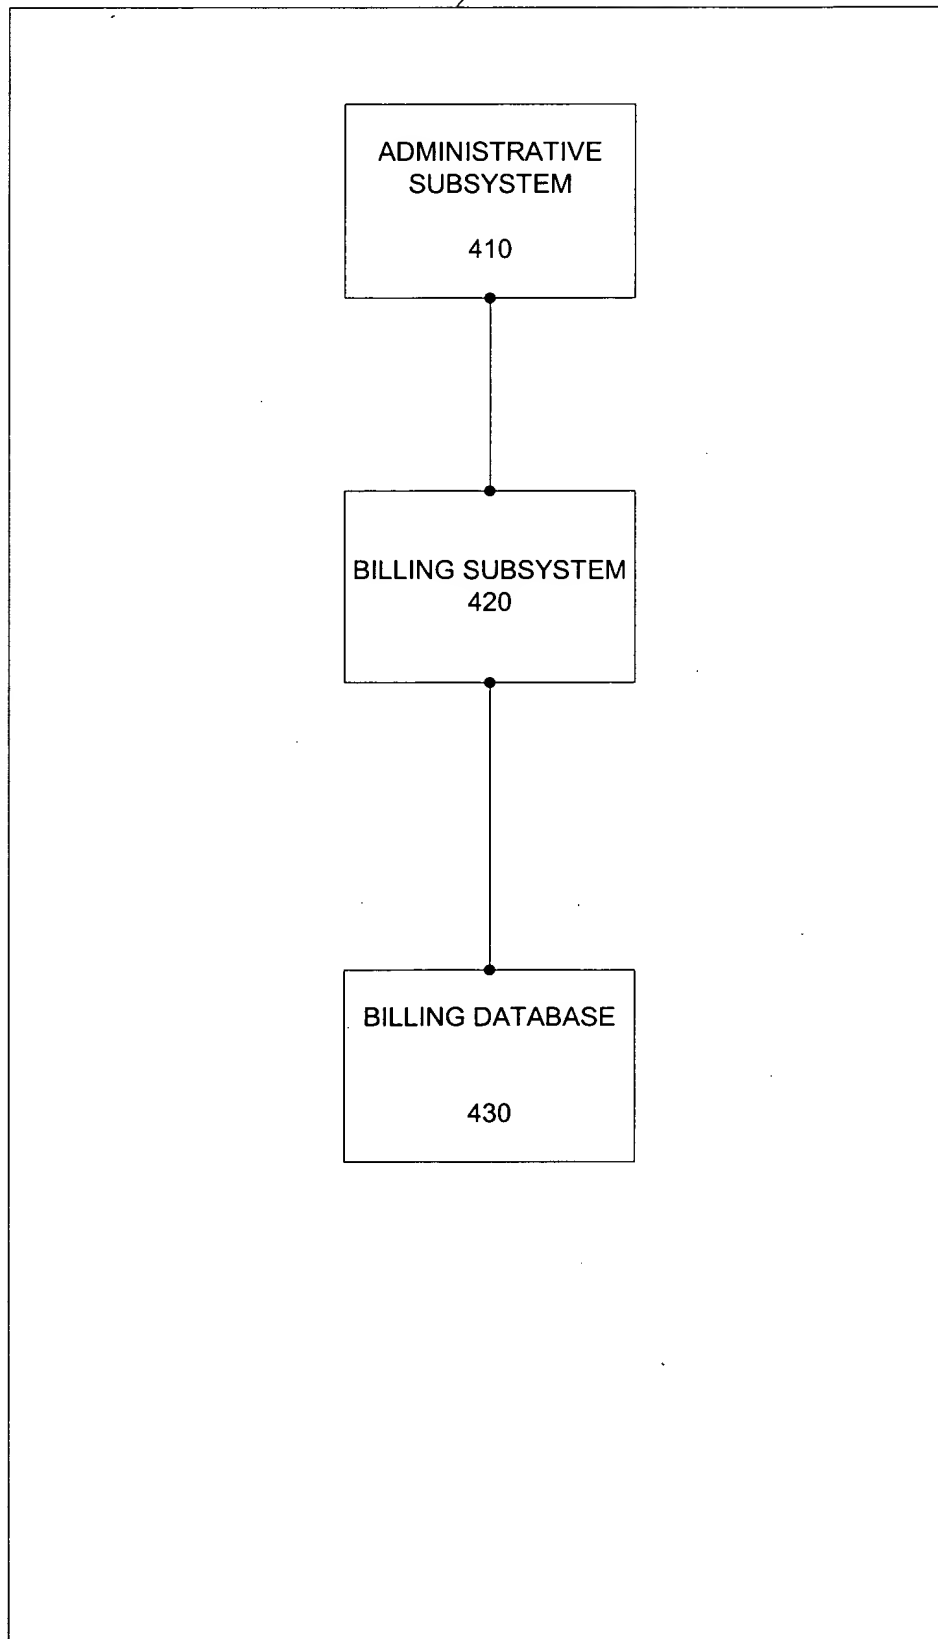 ADMINISTRATIVE
SUBSYSTEM
410
BILLING SUBSYSTEM
420
BILLING DATABASE
430